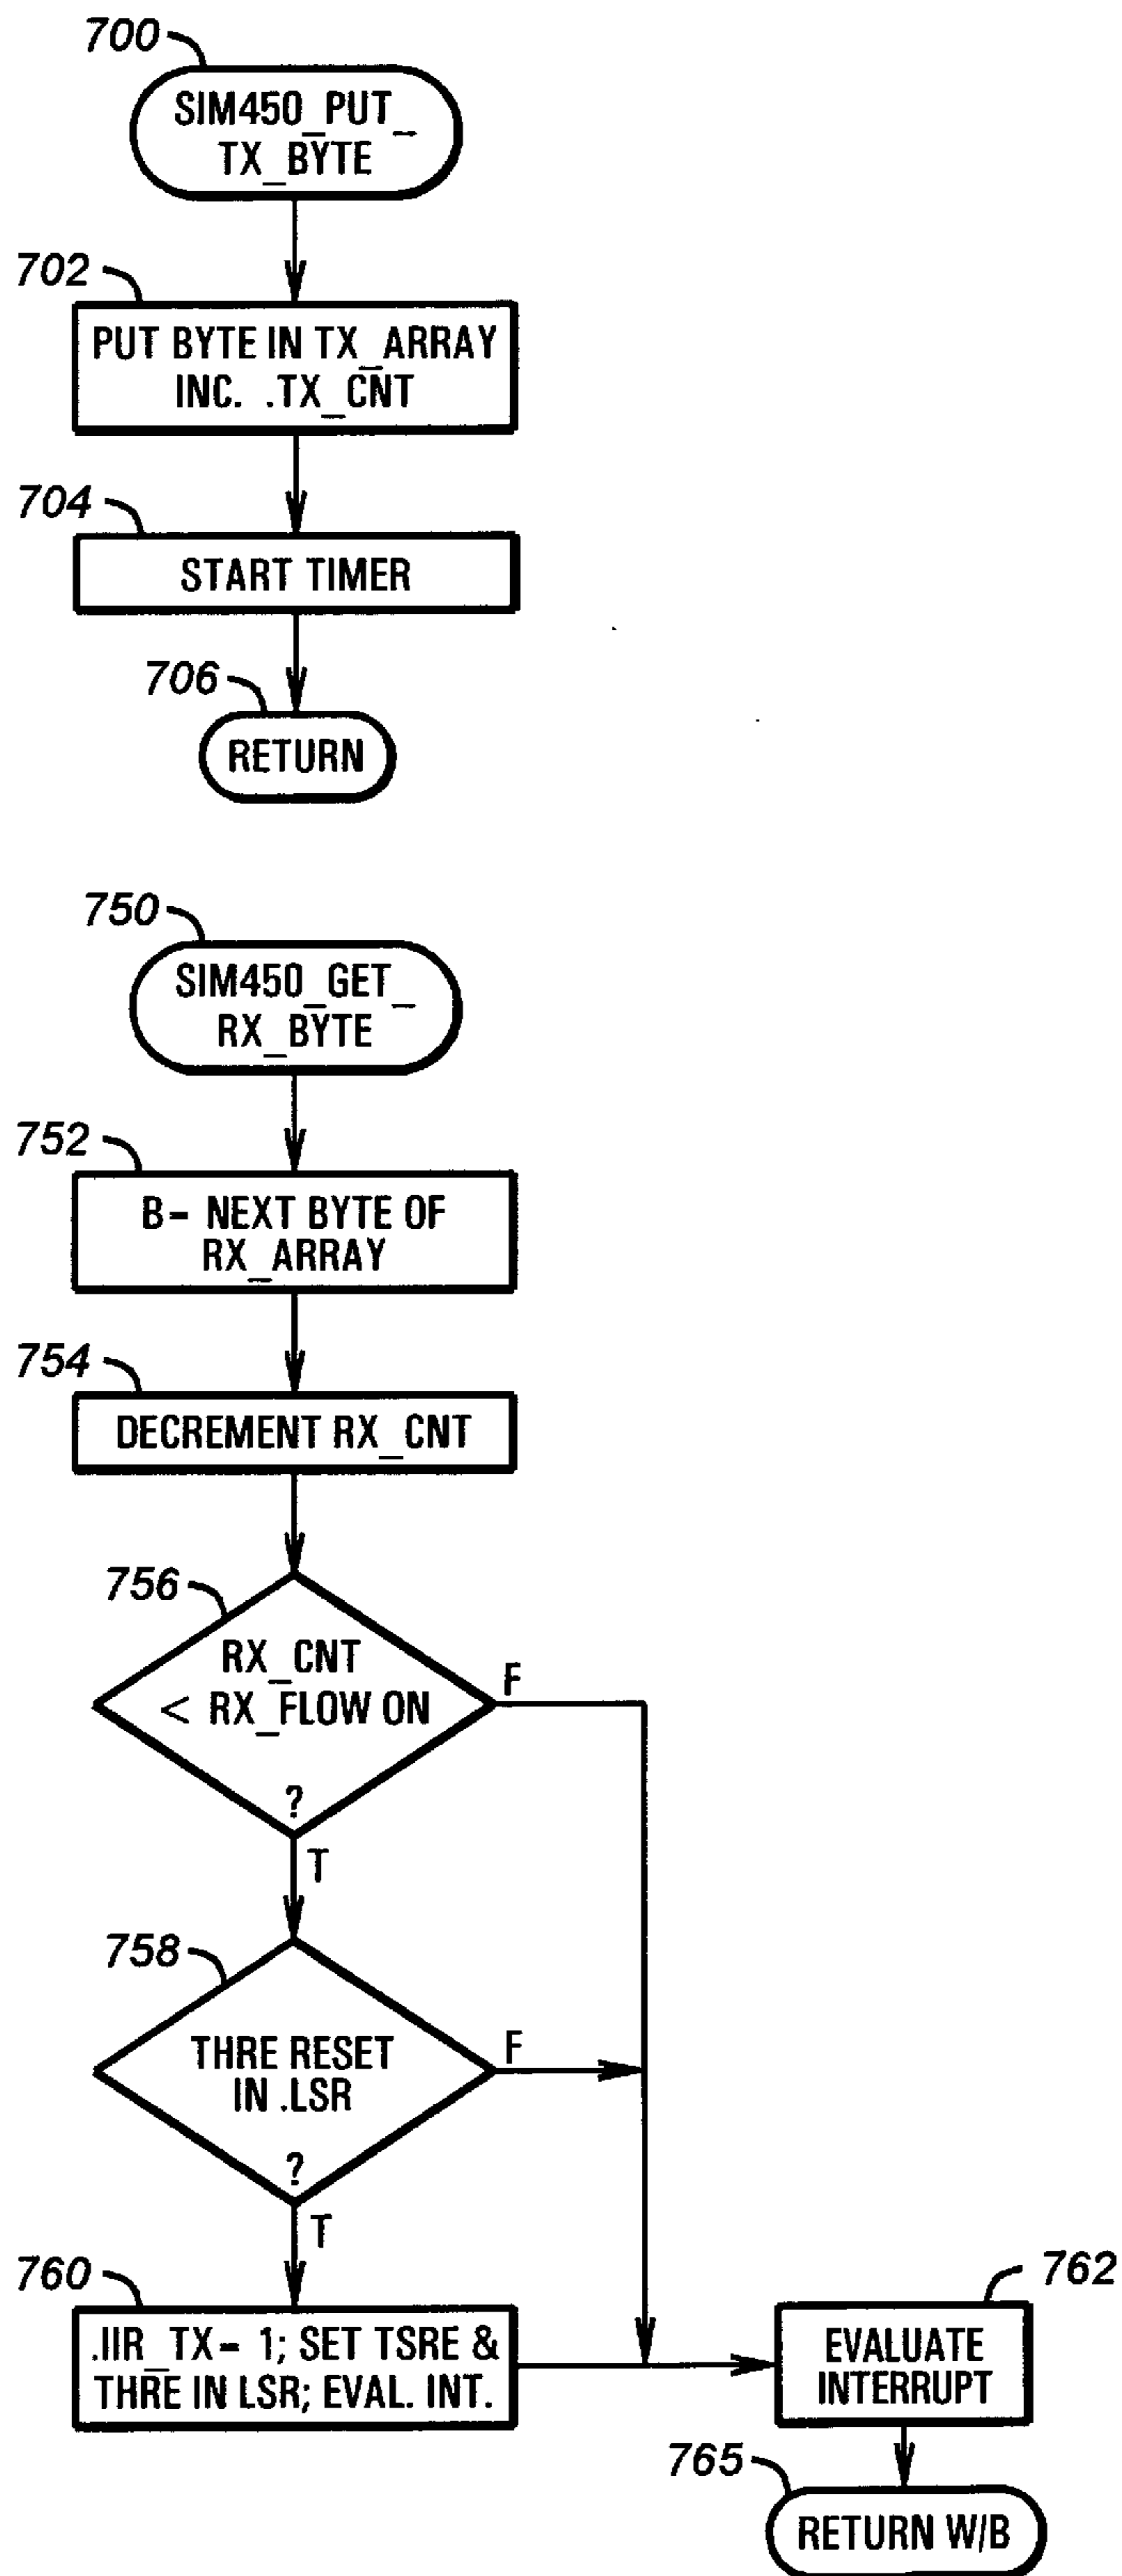 700
SIM450_PUT_
TX_BYTE
702
PUT BYTE IN TX_ARRAY
INC. .TX_CNT
704
START TIMER
706
RETURN
750
SIM450_GET_
RX_BYTE
752
B= NEXT BYTE OF
RX_ARRAY
754
DECREMENT RX_CNT
756
RX_CNT
< RX_FLOW ON
?
F
T
758
THRE RESET
IN .LSR
?
F
T
760
.IIR_TX= 1; SET TSRE &
THRE IN LSR; EVAL. INT.
762
EVALUATE
INTERRUPT
765
RETURN W/B